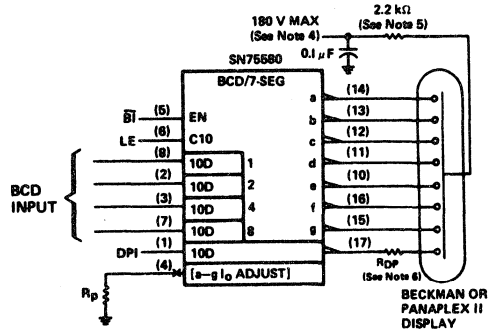 180 V MAX
(See Note 4)
2.2 kΩ
(See Note 5)
0.1 μF
SN75580
BCD/7-SEG
BI (5) EN
LE (6) C10
BCD
INPUT
(8) 10D 1
(2) 10D 2
(3) 10D 4
(7) 10D 8
DPI (1) 10D
(4) [a-g IO ADJUST]
Rp
a (14)
b (13)
c (12)
d (11)
e (10)
f (16)
g (15)
(17)
RDP
(See Note 6)
BECKMAN OR
PANAPLEX II
DISPLAY